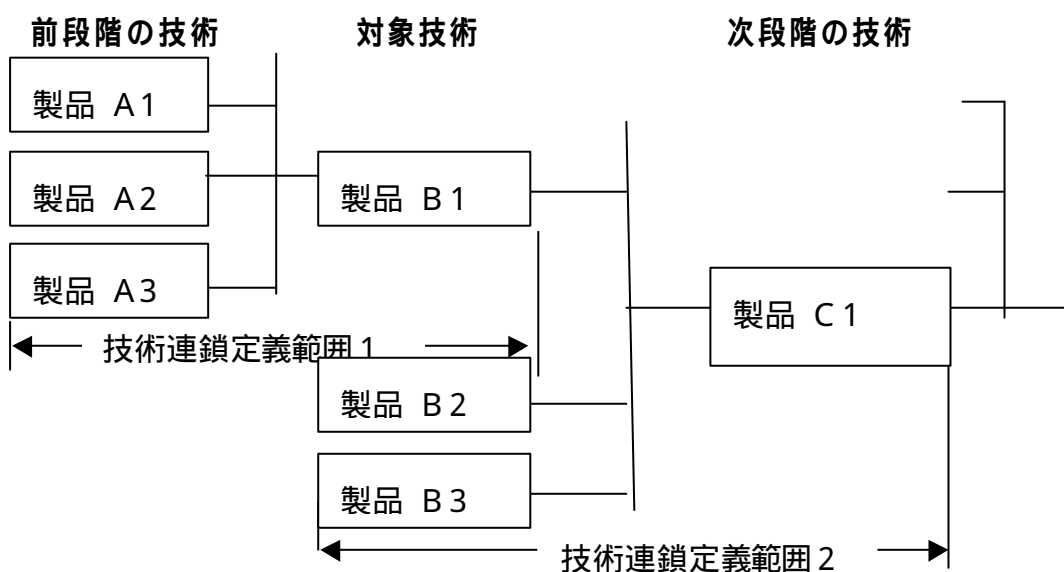 前段階の技術 対象技術 次段階の技術
製品 A1
製品 A2
製品 B1
製品 A3
製品 C1
技術連鎖定義範囲1
製品 B2
製品 B3
技術連鎖定義範囲2